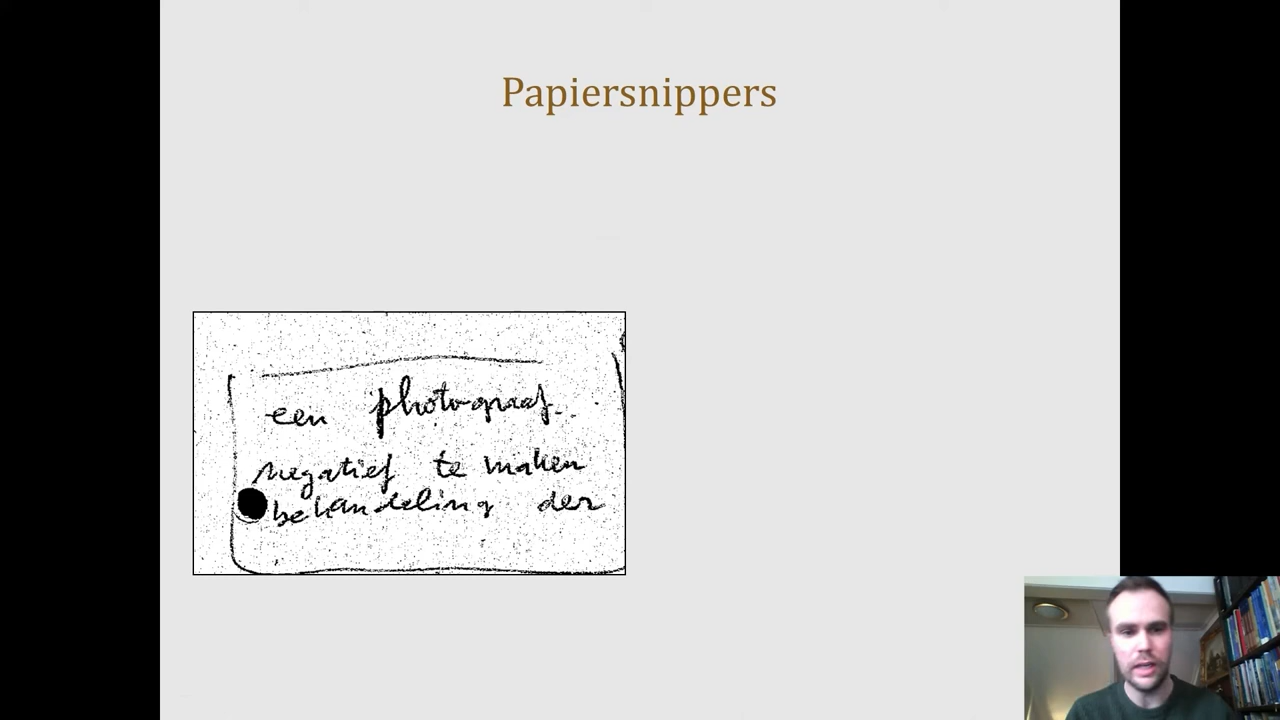 Papiersnippers
een photograaf
negatief te maken
behandeling der